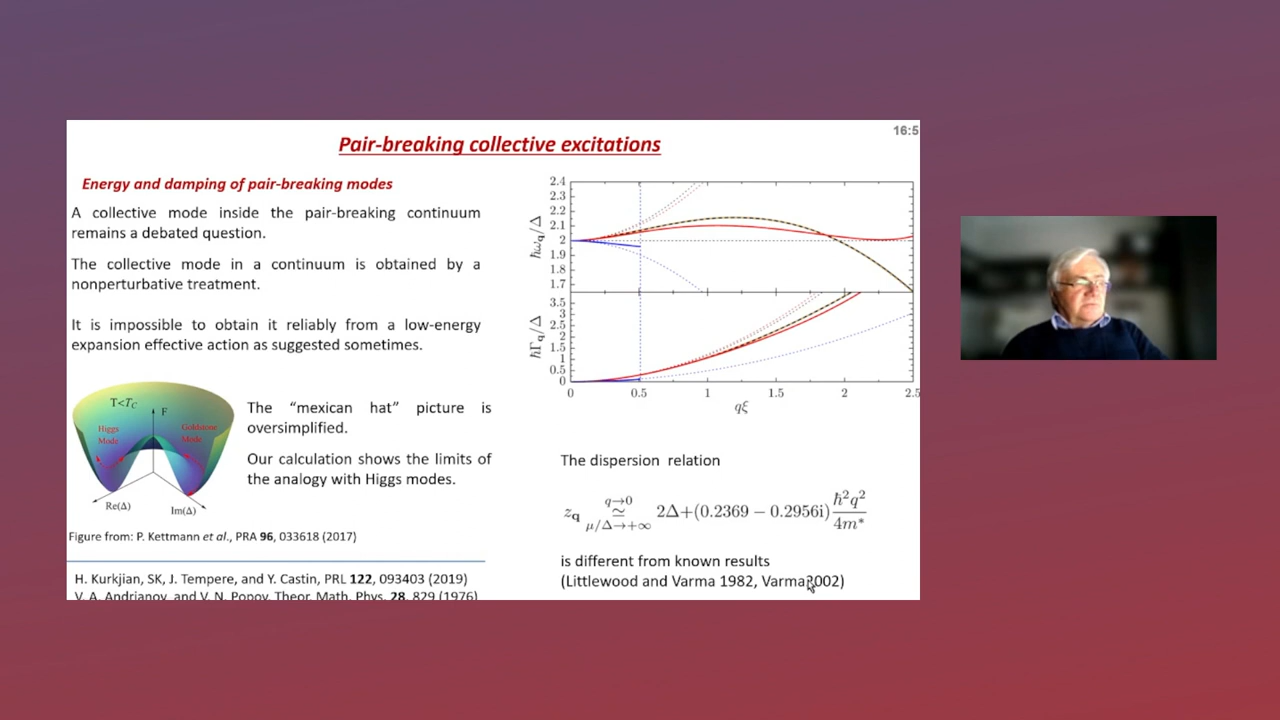 16:5
Pair-breaking collective excitations
Energy and damping of pair-breaking modes
A collective mode inside the pair-breaking continuum
remains a debated question.
The collective mode in a continuum is obtained by a
nonperturbative treatment.
It is impossible to obtain it reliably from a low-energy
expansion effective action as suggested sometimes.
T<T_C
F
Higgs
Mode
Goldstone
Mode
Re(Δ)
Im(Δ)
The “mexican hat” picture is
oversimplified.
Our calculation shows the limits of
the analogy with Higgs modes.
Figure from: P. Kettmann et al., PRA 96, 033618 (2017)
H. Kurkjian, SK, J. Tempere, and Y. Castin, PRL 122, 093403 (2019)
V. A. Andrianov, and V. N. Popov, Theor. Math. Phys. 28, 829 (1976)
2.4
2.3
2.2
2.1
2
1.9
1.8
1.7
ħω_q/Δ
3.5
3
2.5
2
1.5
1
0.5
0
ħΓ_q/Δ
0 0.5 1 1.5 2 2.5
qξ
The dispersion relation
z_q ≃ (q→0, μ/Δ→+∞) 2Δ+(0.2369 − 0.2956i) ħ²q²/4m*
is different from known results
(Littlewood and Varma 1982, Varma 2002)